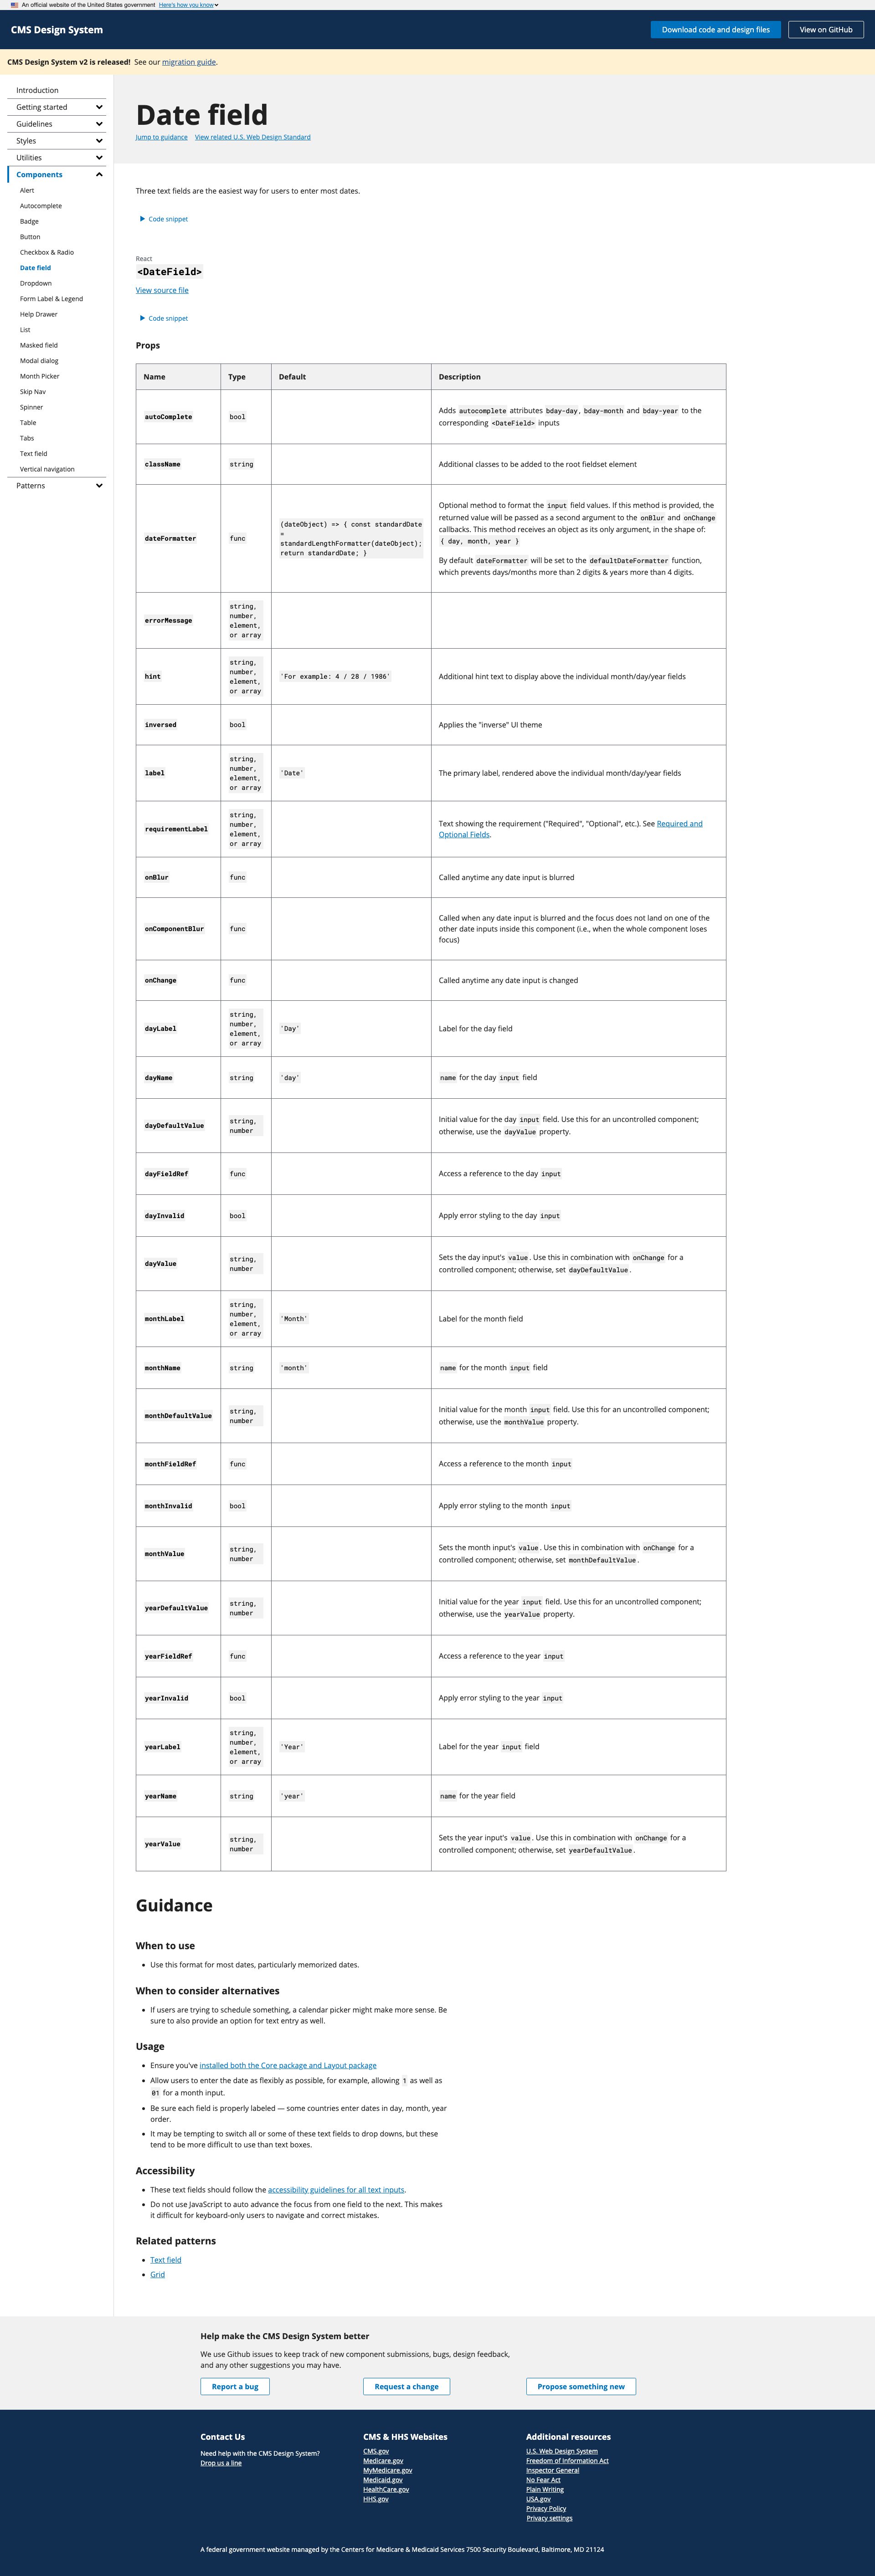 An official website of the United States government Here's how you know
CMS Design System
Download code and design files
View on GitHub
CMS Design System v2 is released! See our migration guide.
Introduction
Getting started
Guidelines
Styles
Utilities
Components
Alert
Autocomplete
Badge
Button
Checkbox & Radio
Date field
Dropdown
Form Label & Legend
Help Drawer
List
Masked field
Modal dialog
Month Picker
Skip Nav
Spinner
Table
Tabs
Text field
Vertical navigation
Patterns
Date field
Jump to guidance View related U.S. Web Design Standard
Three text fields are the easiest way for users to enter most dates.
Code snippet
React
<DateField>
View source file
Code snippet
Props
Name Type Default Description
autoComplete bool Adds autocomplete attributes bday-day, bday-month and bday-year to the
corresponding <DateField> inputs
className string Additional classes to be added to the root fieldset element
dateFormatter func
(dateObject) => { const standardDate
=
standardLengthFormatter(dateObject);
return standardDate; }
Optional method to format the input field values. If this method is provided, the
returned value will be passed as a second argument to the onBlur and onChange
callbacks. This method receives an object as its only argument, in the shape of:
{ day, month, year }
By default dateFormatter will be set to the defaultDateFormatter function,
which prevents days/months more than 2 digits & years more than 4 digits.
errorMessage
string,
number,
element,
or array
hint
string,
number,
element,
or array
'For example: 4 / 28 / 1986' Additional hint text to display above the individual month/day/year fields
inversed bool Applies the "inverse" UI theme
label
string,
number,
element,
or array
'Date' The primary label, rendered above the individual month/day/year fields
requirementLabel
string,
number,
element,
or array
Text showing the requirement ("Required", "Optional", etc.). See Required and
Optional Fields.
onBlur func Called anytime any date input is blurred
onComponentBlur func
Called when any date input is blurred and the focus does not land on one of the
other date inputs inside this component (i.e., when the whole component loses
focus)
onChange func Called anytime any date input is changed
dayLabel
string,
number,
element,
or array
'Day' Label for the day field
dayName string 'day' name for the day input field
dayDefaultValue
string,
number
Initial value for the day input field. Use this for an uncontrolled component;
otherwise, use the dayValue property.
dayFieldRef func Access a reference to the day input
dayInvalid bool Apply error styling to the day input
dayValue
string,
number
Sets the day input's value. Use this in combination with onChange for a
controlled component; otherwise, set dayDefaultValue.
monthLabel
string,
number,
element,
or array
'Month' Label for the month field
monthName string 'month' name for the month input field
monthDefaultValue
string,
number
Initial value for the month input field. Use this for an uncontrolled component;
otherwise, use the monthValue property.
monthFieldRef func Access a reference to the month input
monthInvalid bool Apply error styling to the month input
monthValue
string,
number
Sets the month input's value. Use this in combination with onChange for a
controlled component; otherwise, set monthDefaultValue.
yearDefaultValue
string,
number
Initial value for the year input field. Use this for an uncontrolled component;
otherwise, use the yearValue property.
yearFieldRef func Access a reference to the year input
yearInvalid bool Apply error styling to the year input
yearLabel
string,
number,
element,
or array
'Year' Label for the year input field
yearName string 'year' name for the year field
yearValue
string,
number
Sets the year input's value. Use this in combination with onChange for a
controlled component; otherwise, set yearDefaultValue.
Guidance
When to use
• Use this format for most dates, particularly memorized dates.
When to consider alternatives
• If users are trying to schedule something, a calendar picker might make more sense. Be
sure to also provide an option for text entry as well.
Usage
• Ensure you've installed both the Core package and Layout package
• Allow users to enter the date as flexibly as possible, for example, allowing 1 as well as
01 for a month input.
• Be sure each field is properly labeled — some countries enter dates in day, month, year
order.
• It may be tempting to switch all or some of these text fields to drop downs, but these
tend to be more difficult to use than text boxes.
Accessibility
• These text fields should follow the accessibility guidelines for all text inputs.
• Do not use JavaScript to auto advance the focus from one field to the next. This makes
it difficult for keyboard-only users to navigate and correct mistakes.
Related patterns
• Text field
• Grid
Help make the CMS Design System better
We use Github issues to keep track of new component submissions, bugs, design feedback,
and any other suggestions you may have.
Report a bug
Request a change
Propose something new
Contact Us
Need help with the CMS Design System?
Drop us a line
CMS & HHS Websites
CMS.gov
Medicare.gov
MyMedicare.gov
Medicaid.gov
HealthCare.gov
HHS.gov
Additional resources
U.S. Web Design System
Freedom of Information Act
Inspector General
No Fear Act
Plain Writing
USA.gov
Privacy Policy
Privacy settings
A federal government website managed by the Centers for Medicare & Medicaid Services 7500 Security Boulevard, Baltimore, MD 21124